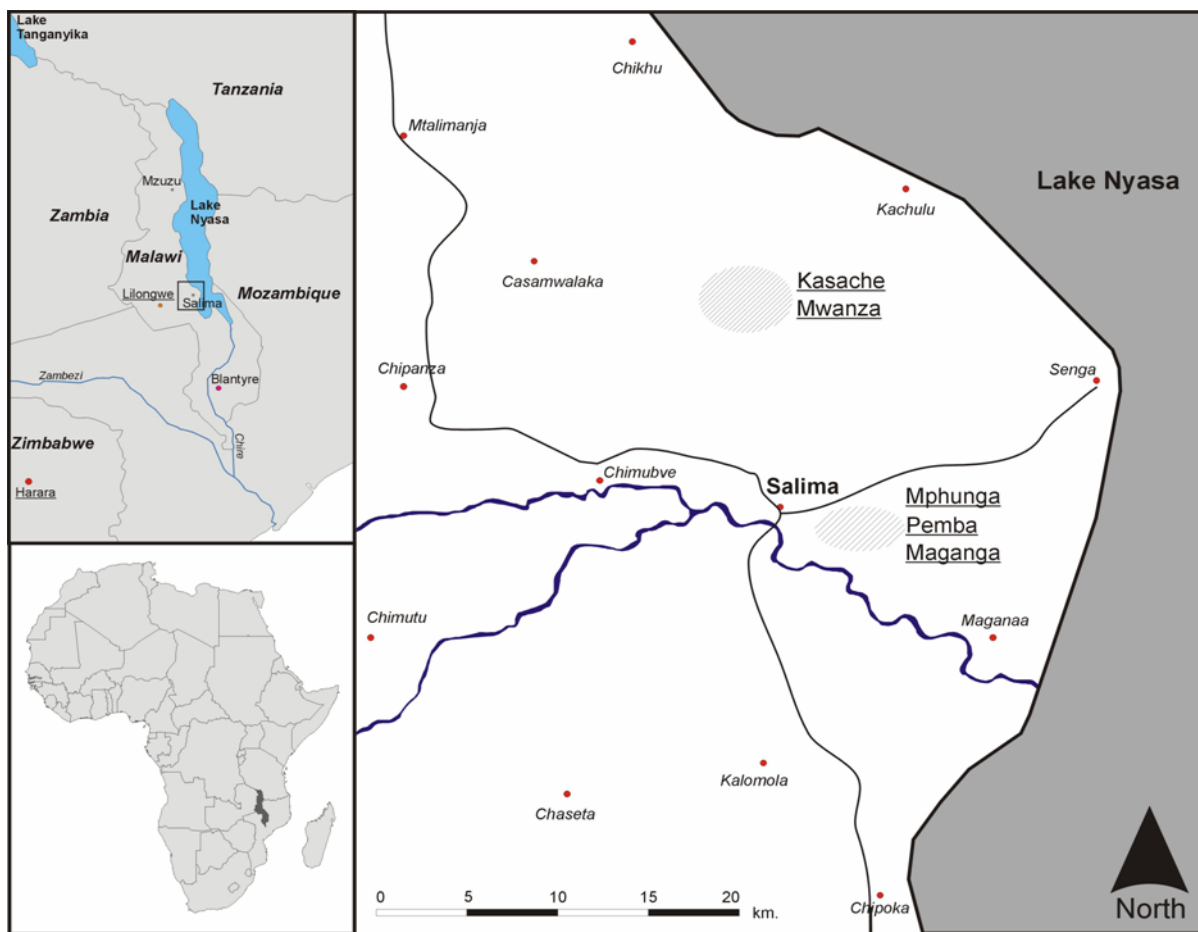 Lake
Tanganyika
Tanzania
Mzuzu
Zambia
Lake
Nyasa
Malawi
Lilongwe
Salima
Mozambique
Zambezi
Blantyre
Chire
Zimbabwe
Harara
Chikhu
Mtalimanja
Lake Nyasa
Kachulu
Casamwalaka
Kasache
Mwanza
Chipanza
Senga
Chimubve
Salima
Mphunga
Pemba
Maganga
Chimutu
Maganaa
Kalomola
Chaseta
Chipoka
0 5 10 15 20
km.
North